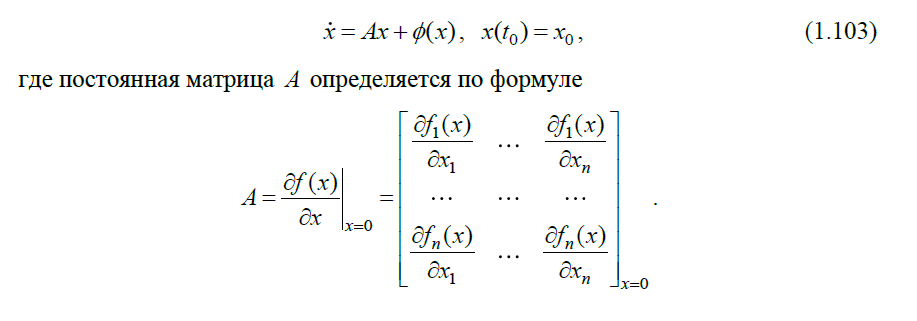 ẋ = Ax + ϕ(x), x(t₀) = x₀, (1.103)
где постоянная матрица A определяется по формуле
A = ∂f(x)/∂x |ₓ₌₀ = [ ∂f₁(x)/∂x₁ … ∂f₁(x)/∂xₙ
… … …
∂fₙ(x)/∂x₁ … ∂fₙ(x)/∂xₙ ]ₓ₌₀ .